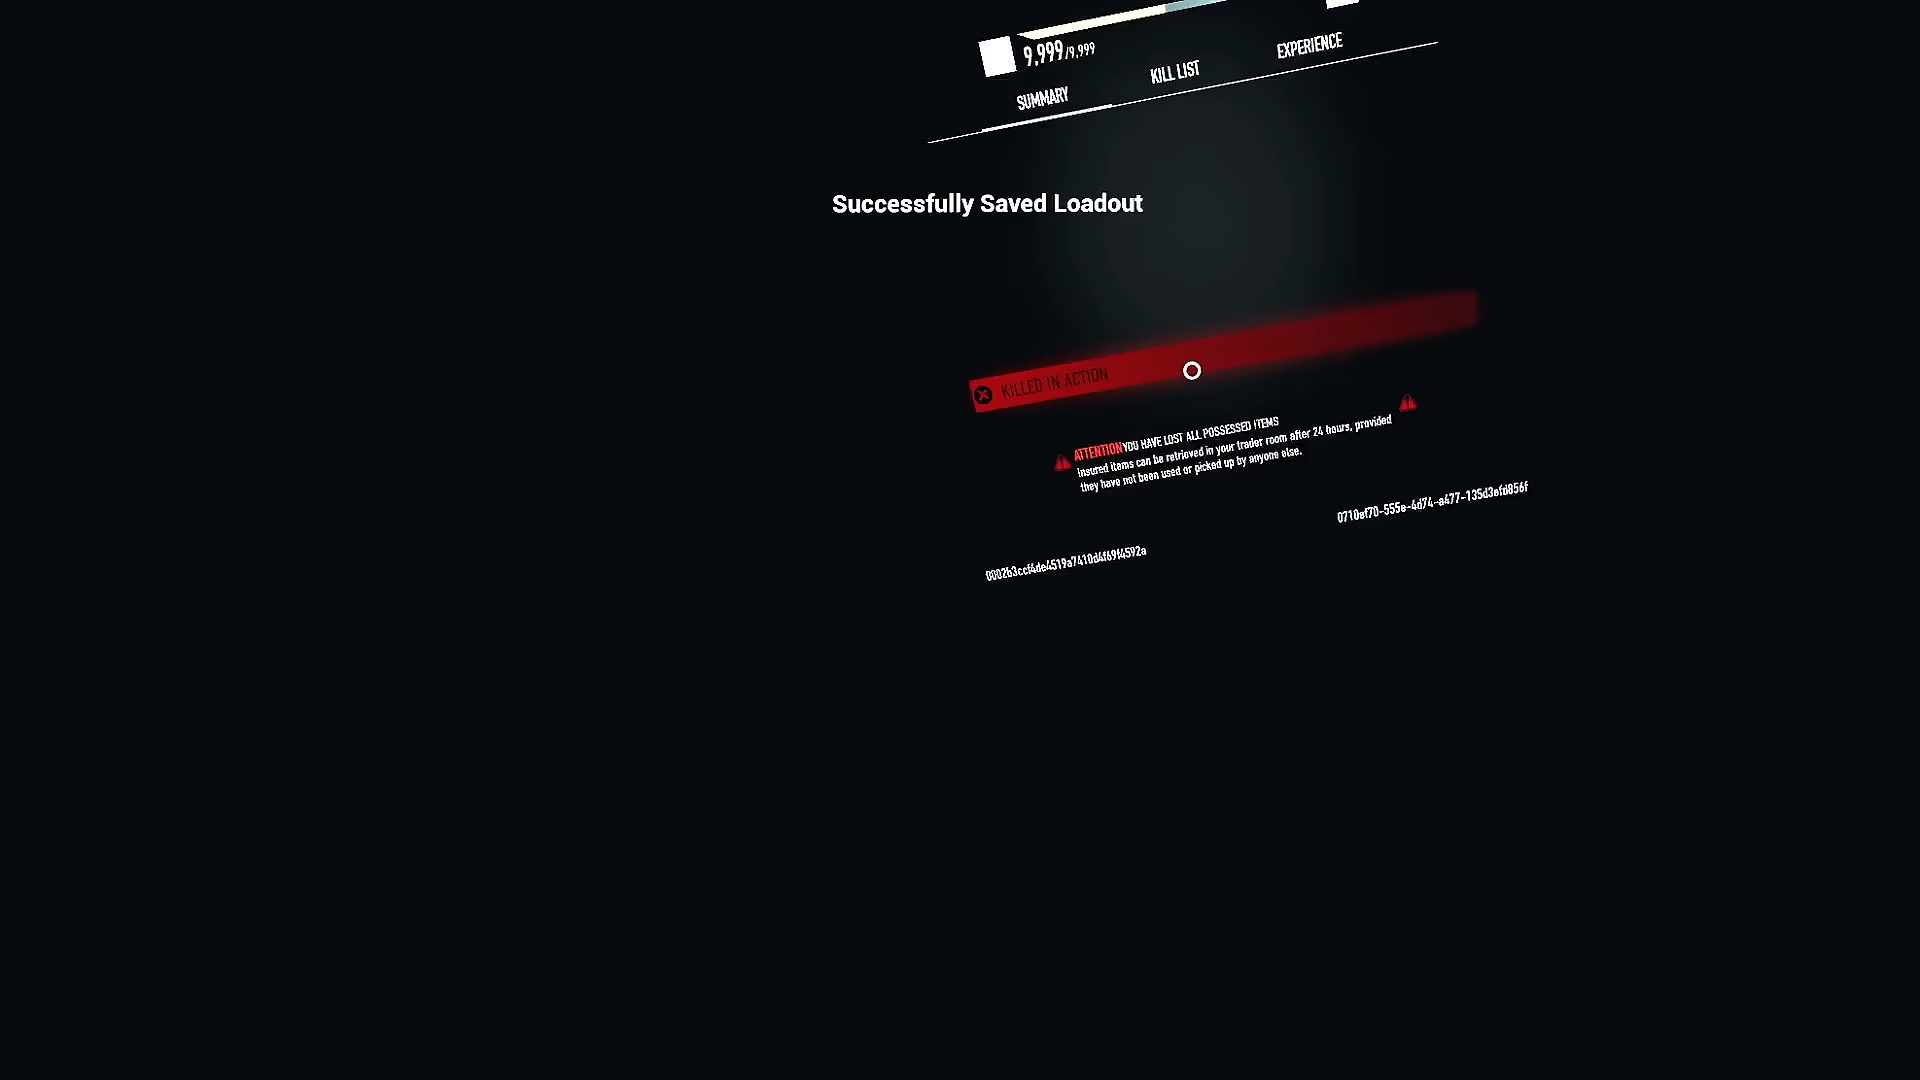 9,999/9,999
SUMMARY
KILL LIST
EXPERIENCE
Successfully Saved Loadout
KILLED IN ACTION
ATTENTION YOU HAVE LOST ALL POSSESSED ITEMS
Insured items can be retrieved in your trader room after 24 hours, provided
they have not been used or picked up by anyone else.
0710ef70-555e-4d74-a477-135d3efd856f
0002b3ccf4de4519a7410d4f69f4592a